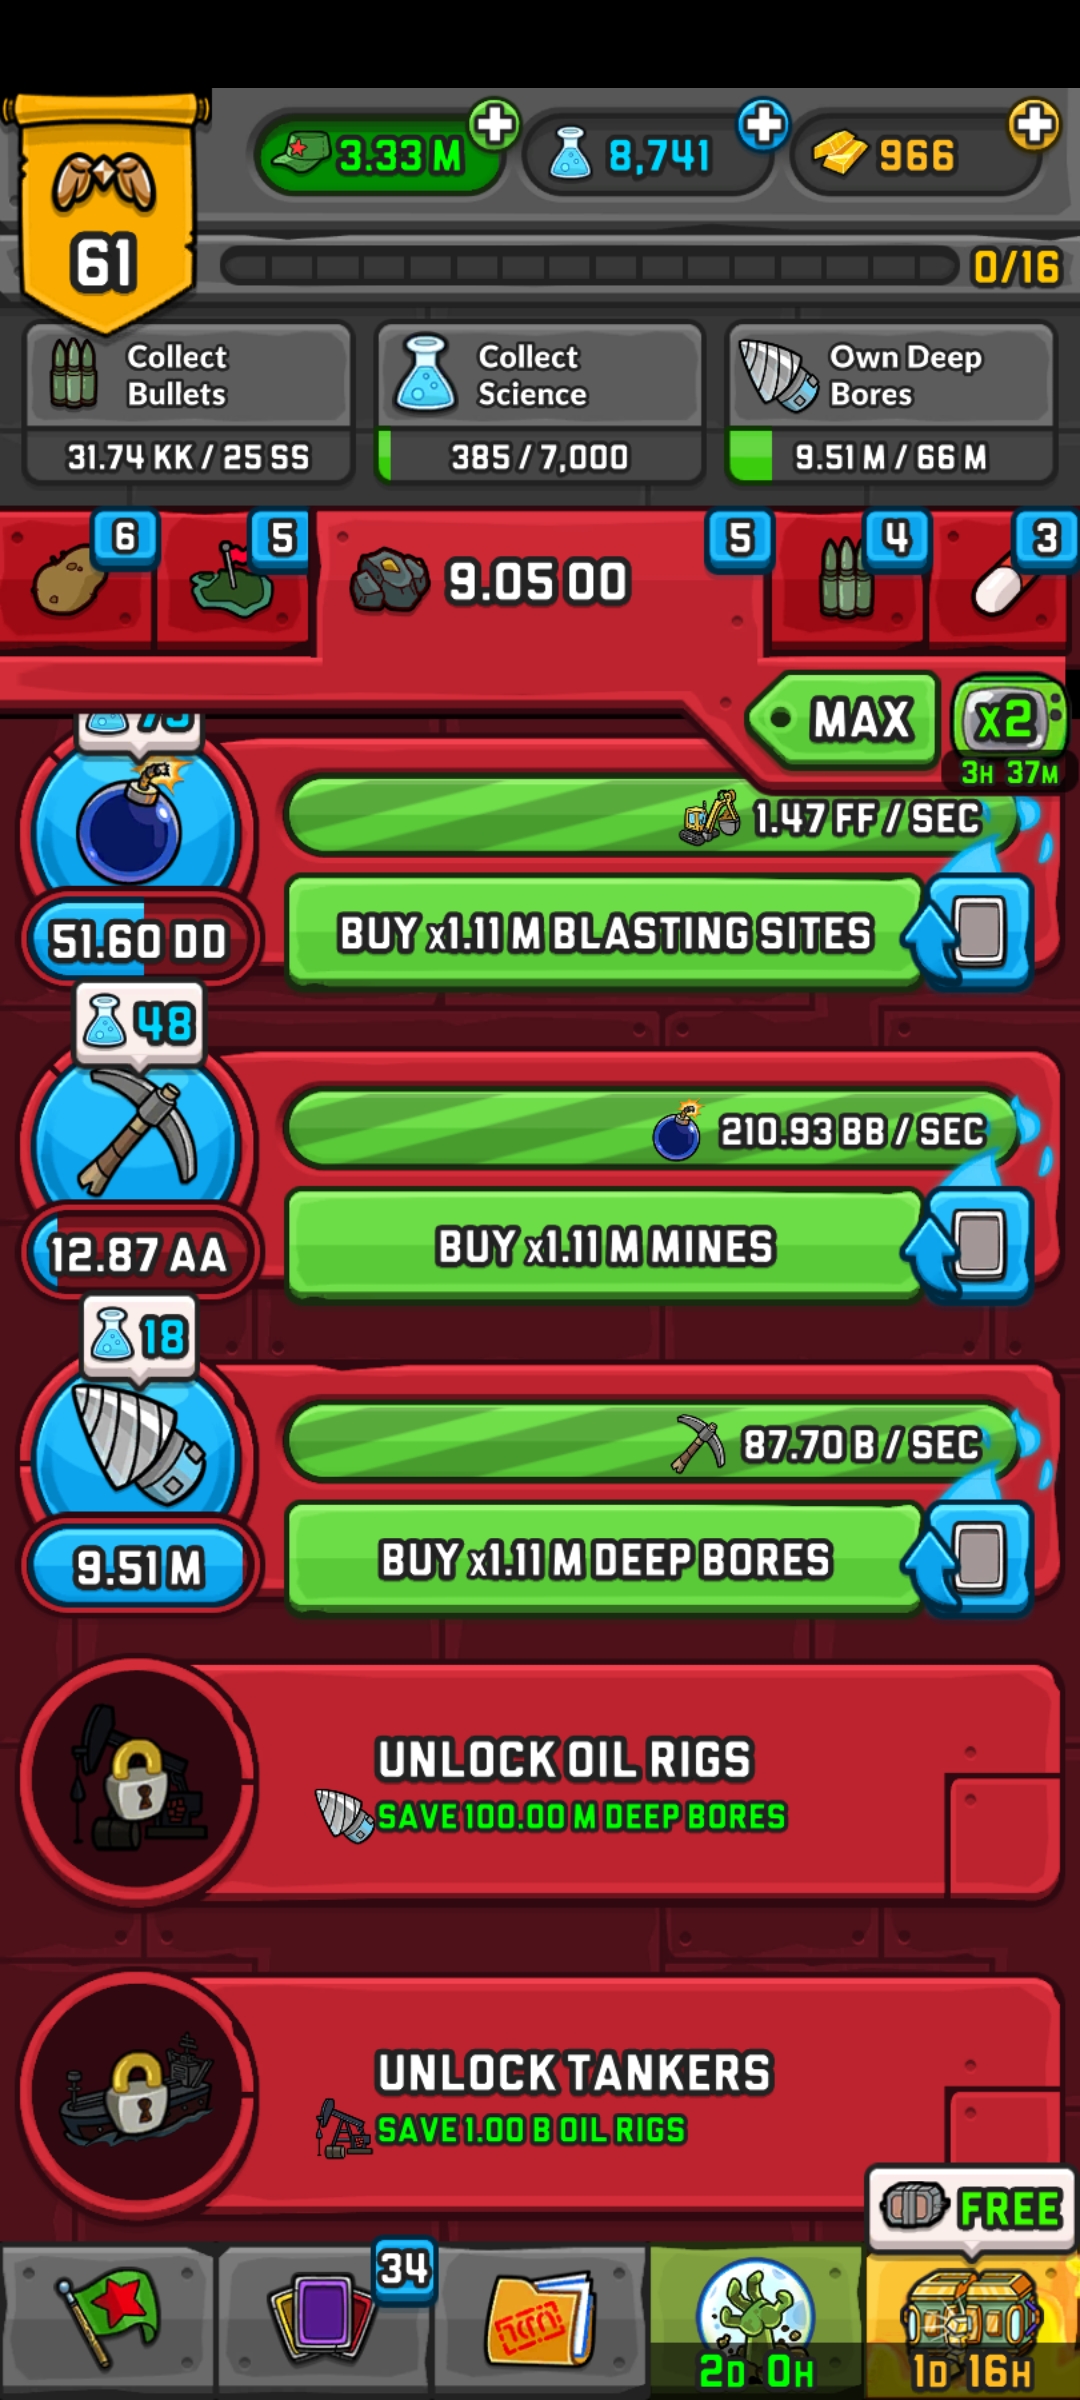 3.33 M
8,741
966
61
0/16
Collect
Bullets
31.74 KK / 25 SS
Collect
Science
385 / 7,000
Own Deep
Bores
9.51 M / 66 M
6
5
9.05 OO
5
4
3
MAX
x2
3H 37M
1.47 FF / SEC
51.60 DD
BUY x1.11 M BLASTING SITES
48
210.93 BB / SEC
12.87 AA
BUY x1.11 M MINES
18
87.70 B / SEC
9.51 M
BUY x1.11 M DEEP BORES
UNLOCK OIL RIGS
SAVE 100.00 M DEEP BORES
UNLOCK TANKERS
SAVE 1.00 B OIL RIGS
FREE
34
2D 0H
1D 16H